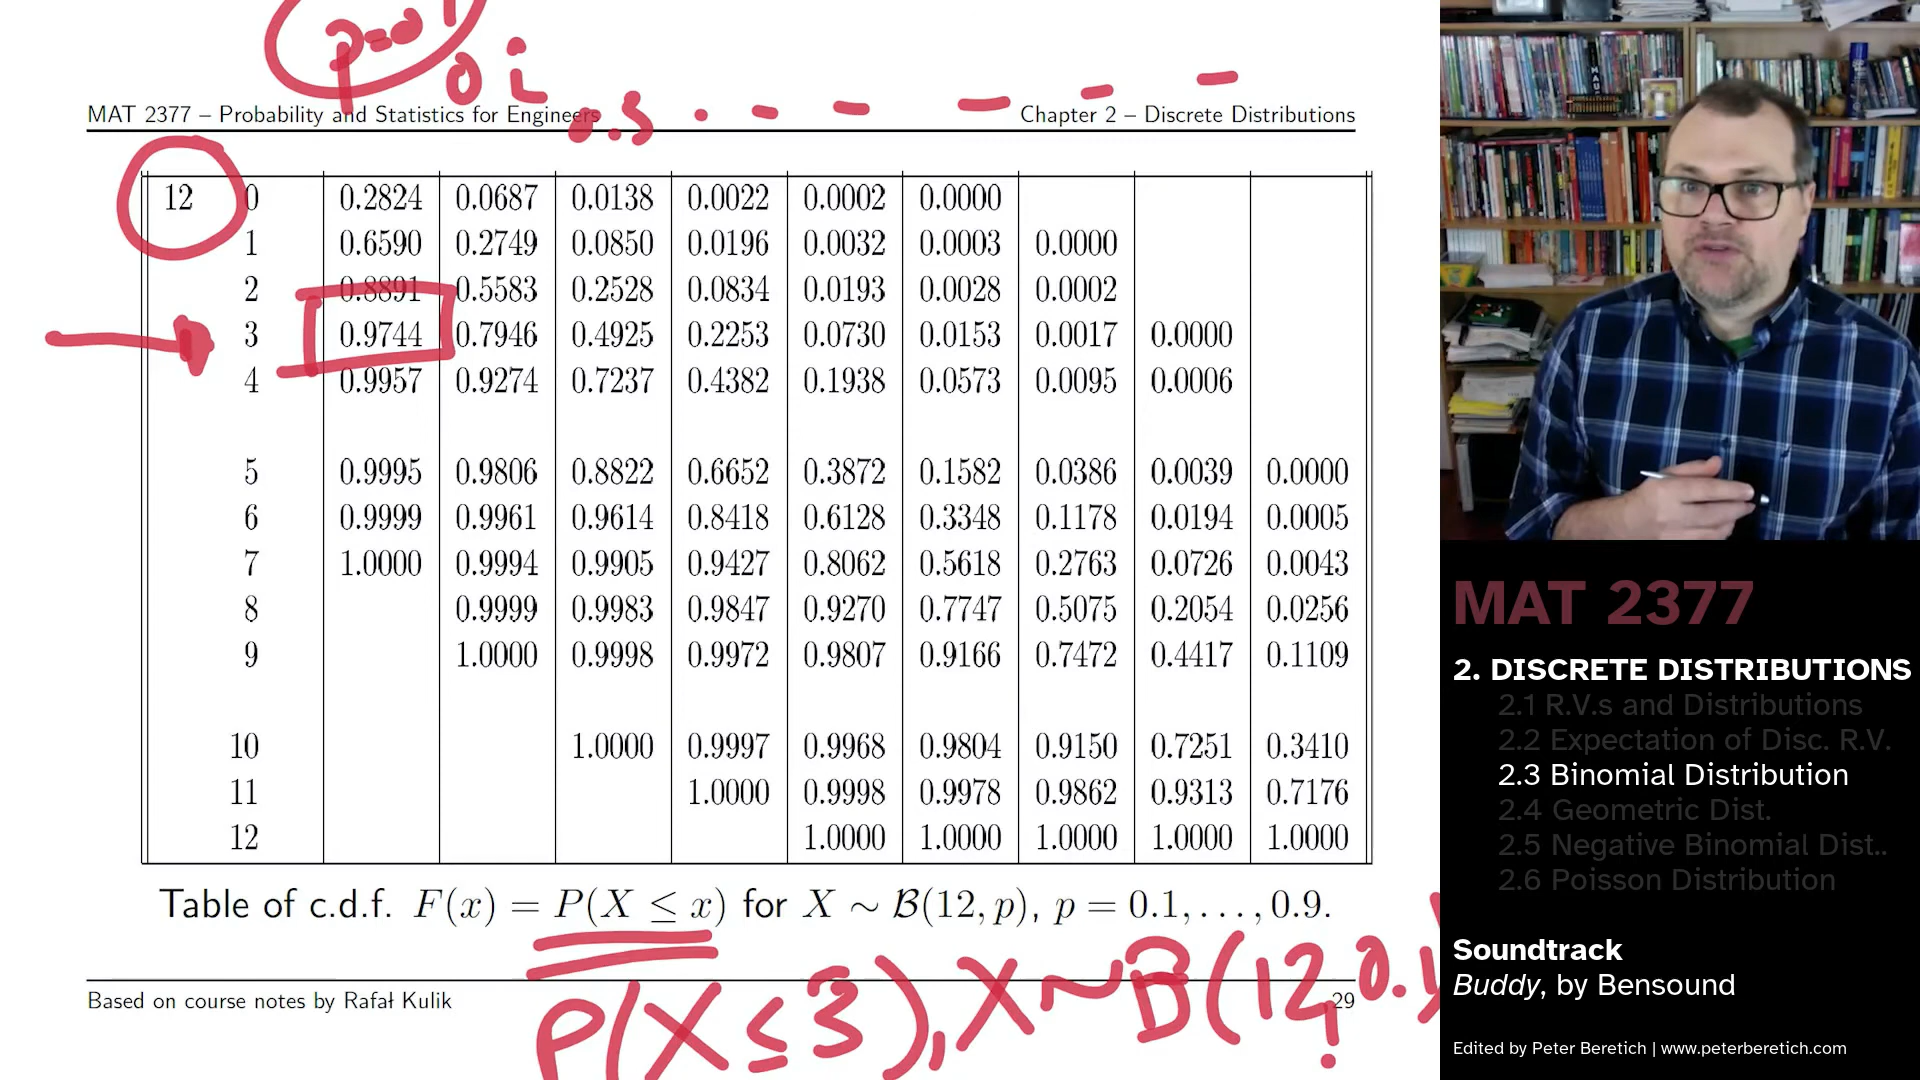 p=0.1
0.2
0.3
MAT 2377 – Probability and Statistics for Engineers Chapter 2 – Discrete Distributions
12 0 0.2824 0.0687 0.0138 0.0022 0.0002 0.0000
1 0.6590 0.2749 0.0850 0.0196 0.0032 0.0003 0.0000
2 0.8891 0.5583 0.2528 0.0834 0.0193 0.0028 0.0002
3 0.9744 0.7946 0.4925 0.2253 0.0730 0.0153 0.0017 0.0000
4 0.9957 0.9274 0.7237 0.4382 0.1938 0.0573 0.0095 0.0006
5 0.9995 0.9806 0.8822 0.6652 0.3872 0.1582 0.0386 0.0039 0.0000
6 0.9999 0.9961 0.9614 0.8418 0.6128 0.3348 0.1178 0.0194 0.0005
7 1.0000 0.9994 0.9905 0.9427 0.8062 0.5618 0.2763 0.0726 0.0043
8 0.9999 0.9983 0.9847 0.9270 0.7747 0.5075 0.2054 0.0256
9 1.0000 0.9998 0.9972 0.9807 0.9166 0.7472 0.4417 0.1109
10 1.0000 0.9997 0.9968 0.9804 0.9150 0.7251 0.3410
11 1.0000 0.9998 0.9978 0.9862 0.9313 0.7176
12 1.0000 1.0000 1.0000 1.0000 1.0000
Table of c.d.f. F(x) = P(X ≤ x) for X ∼ B(12, p), p = 0.1, . . . , 0.9.
P(X≤3), X~B(12,0.1)
Based on course notes by Rafał Kulik 29
MAT 2377
2. DISCRETE DISTRIBUTIONS
2.1 R.V.s and Distributions
2.2 Expectation of Disc. R.V.
2.3 Binomial Distribution
2.4 Geometric Dist.
2.5 Negative Binomial Dist..
2.6 Poisson Distribution
Soundtrack
Buddy, by Bensound
Edited by Peter Beretich | www.peterberetich.com